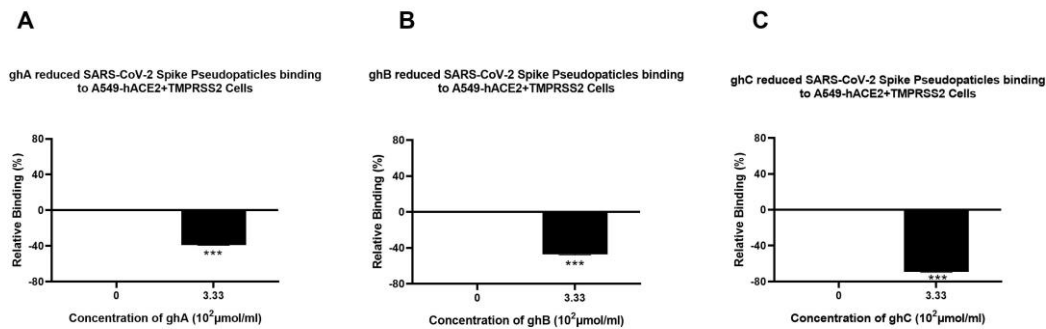 A
ghA reduced SARS-CoV-2 Spike Pseudopaticles binding
to A549-hACE2+TMPRSS2 Cells
Relative Binding (%)
80
40
0
-40
-80
***
0
3.33
Concentration of ghA (10²µmol/ml)
B
ghB reduced SARS-CoV-2 Spike Pseudopaticles binding
to A549-hACE2+TMPRSS2 Cells
Relative Binding (%)
80
40
0
-40
-80
***
0
3.33
Concentration of ghB (10²µmol/ml)
C
ghC reduced SARS-CoV-2 Spike Pseudopaticles binding
to A549-hACE2+TMPRSS2 Cells
Relative Binding (%)
80
40
0
-40
-80
***
0
3.33
Concentration of ghC (10²µmol/ml)